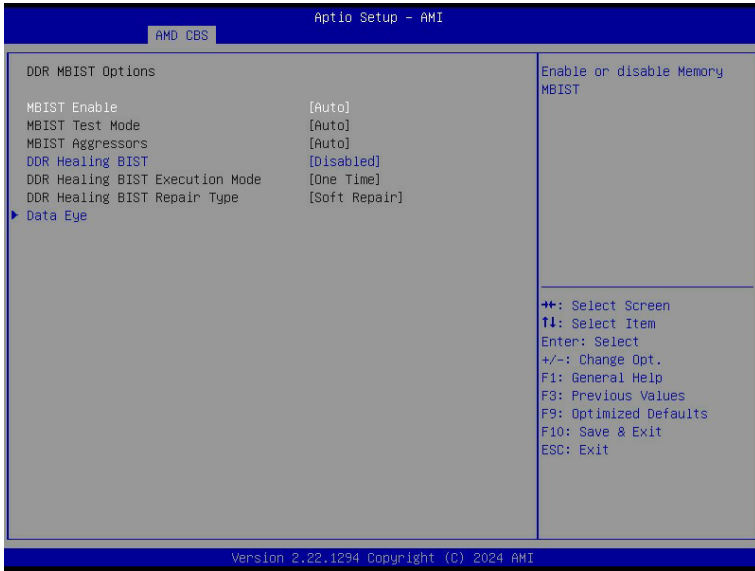 Aptio Setup - AMI
AMD CBS
DDR MBIST Options
MBIST Enable [Auto]
MBIST Test Mode [Auto]
MBIST Aggressors [Auto]
DDR Healing BIST [Disabled]
DDR Healing BIST Execution Mode [One Time]
DDR Healing BIST Repair Type [Soft Repair]
Data Eye
Enable or disable Memory
MBIST
→←: Select Screen
↑↓: Select Item
Enter: Select
+/-: Change Opt.
F1: General Help
F3: Previous Values
F9: Optimized Defaults
F10: Save & Exit
ESC: Exit
Version 2.22.1294 Copyright (C) 2024 AMI